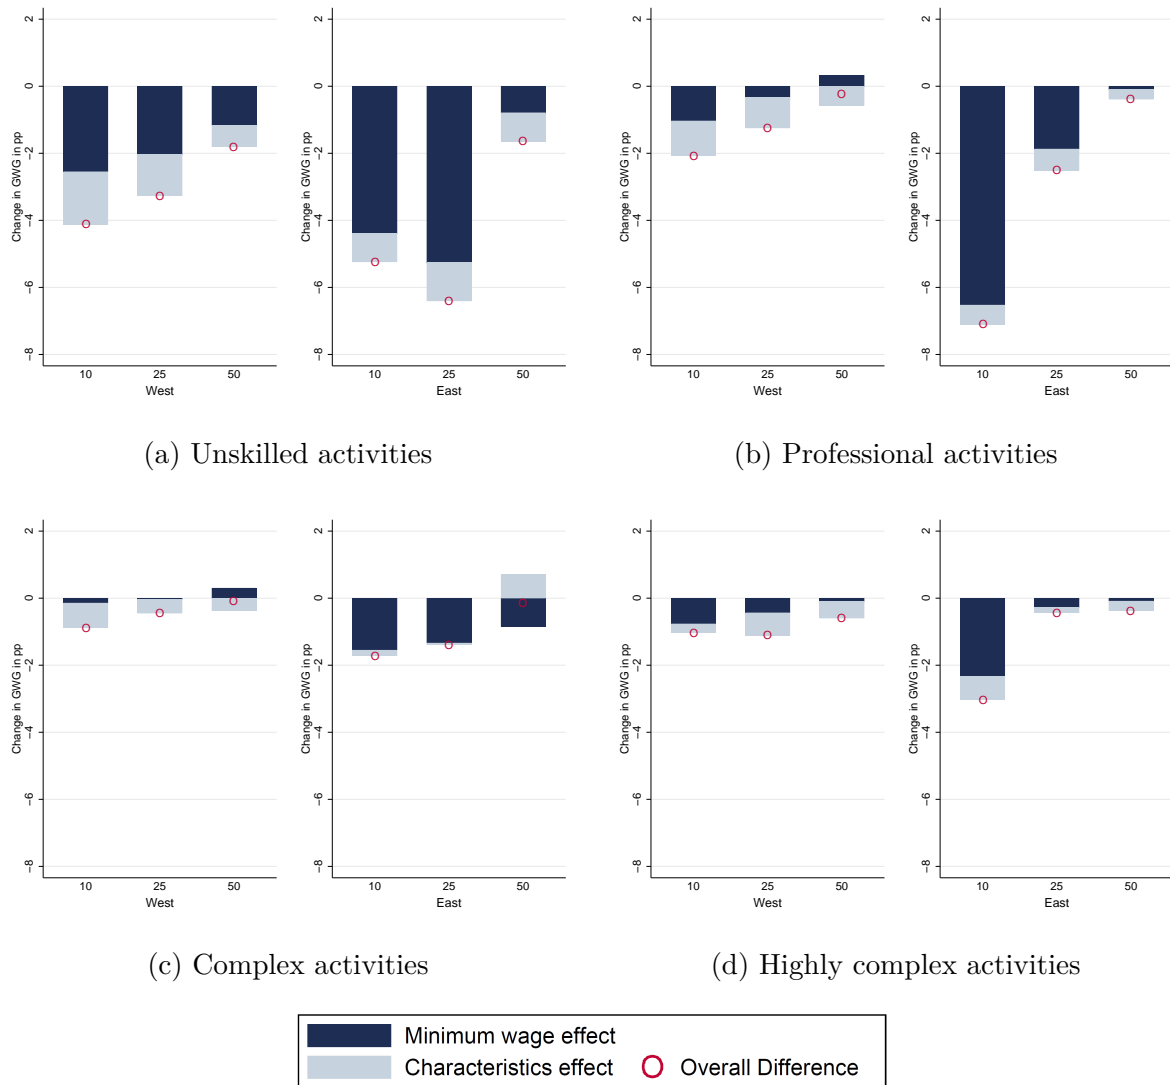 Change in GWG in pp
2
0
−2
−4
−6
−8
10 25 50
West
Change in GWG in pp
2
0
−2
−4
−6
−8
10 25 50
East
(a) Unskilled activities
Change in GWG in pp
2
0
−2
−4
−6
−8
10 25 50
West
Change in GWG in pp
2
0
−2
−4
−6
−8
10 25 50
East
(b) Professional activities
Change in GWG in pp
2
0
−2
−4
−6
−8
10 25 50
West
Change in GWG in pp
2
0
−2
−4
−6
−8
10 25 50
East
(c) Complex activities
Change in GWG in pp
2
0
−2
−4
−6
−8
10 25 50
West
Change in GWG in pp
2
0
−2
−4
−6
−8
10 25 50
East
(d) Highly complex activities
Minimum wage effect
Characteristics effect Overall Difference